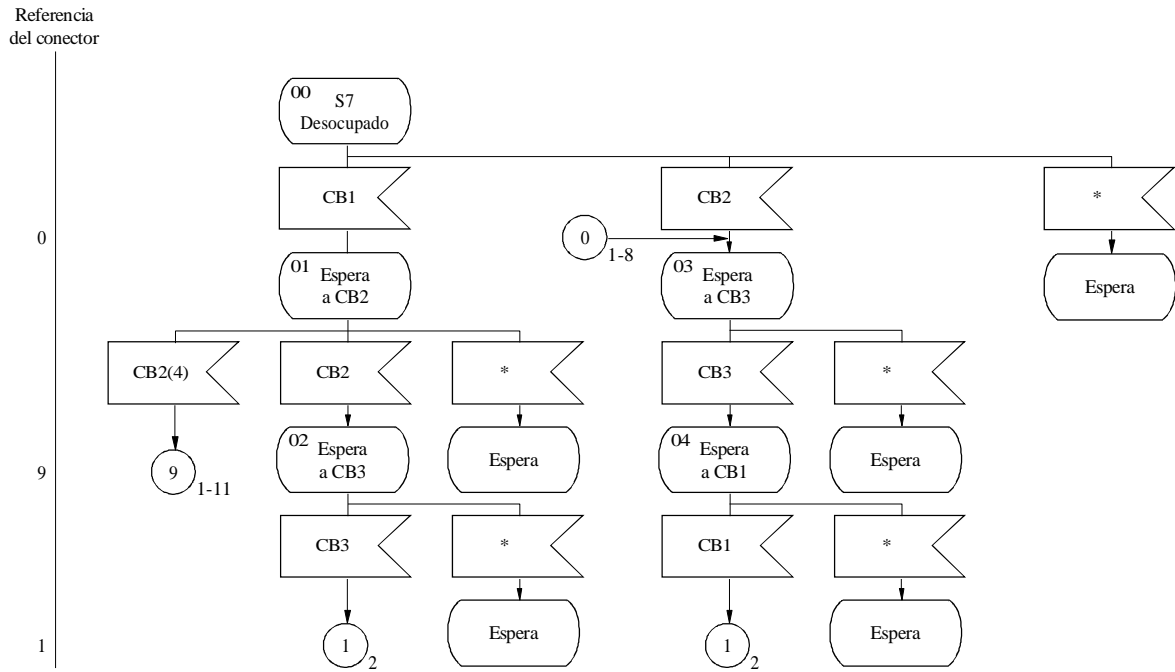 Referencia
del conector
00
S7
Desocupado
CB1
CB2
*
0
0
1-8
01
Espera
a CB2
03
Espera
a CB3
Espera
CB2(4)
CB2
*
CB3
*
02
Espera
a CB3
Espera
04
Espera
a CB1
Espera
9
9
1-11
CB3
*
CB1
*
Espera
Espera
1
1
2
1
2